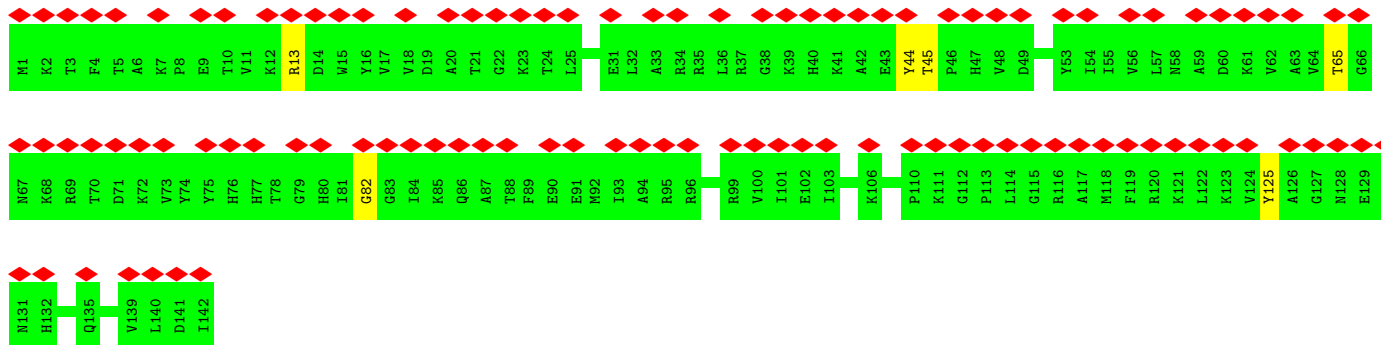 M1 K2 T3 F4 T5 A6 K7 P8 E9 T10 V11 K12 R13 D14 W15 Y16 V17 V18 D19 A20 T21 G22 K23 T24 L25 E31 L32 A33 R34 R35 L36 R37 G38 K39 H40 K41 A42 E43 Y44 T45 P46 H47 V48 D49 Y53 I54 I55 V56 L57 N58 A59 D60 K61 V62 A63 V64 T65 G66
N67 K68 R69 T70 D71 K72 V73 Y74 Y75 H76 H77 T78 G79 H80 I81 G82 G83 I84 K85 Q86 A87 T88 F89 E90 E91 M92 I93 A94 R95 R96 R99 V100 I101 E102 I103 K106 P110 K111 G112 P113 L114 G115 R116 A117 M118 F119 R120 K121 L122 K123 V124 Y125 A126 G127 N128 E129
N131 H132 Q135 V139 L140 D141 I142